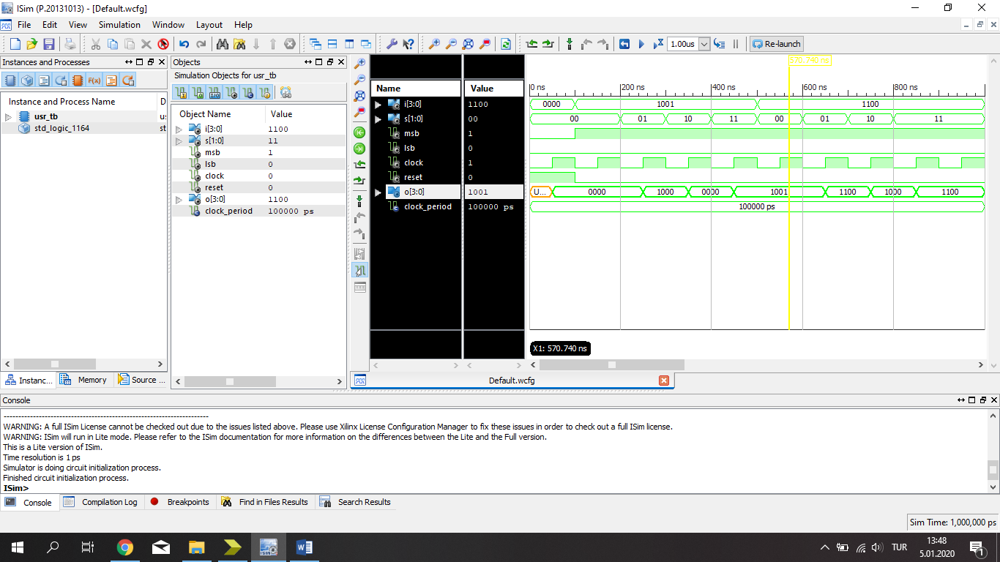 ISim (P.20131013) - [Default.wcfg]
File Edit View Simulation Window Layout Help
1.00us Re-launch
Instances and Processes
Instance and Process Name D
usr_tb u:
std_logic_1164 st
Instanc... Memory Source ...
Objects
Simulation Objects for usr_tb
Object Name Value
i[3:0] 1100
s[1:0] 11
msb 1
lsb 0
clock 0
reset 0
o[3:0] 1100
clock_period 100000 ps
Name Value
i[3:0] 1100
s[1:0] 00
msb 1
lsb 0
clock 1
reset 0
o[3:0] 1001
clock_period 100000 ps
570.740 ns
0 ns 200 ns 400 ns 600 ns 800 ns
0000 1001 1100
00 01 10 11 00 01 10 11
U... 0000 1000 0000 1001 1100 1000 1100
100000 ps
X1: 570.740 ns
Default.wcfg
Console
WARNING: A full ISim License cannot be checked out due to the issues listed above. Please use Xilinx License Configuration Manager to fix these issues in order to check out a full ISim license.
WARNING: ISim will run in Lite mode. Please refer to the ISim documentation for more information on the differences between the Lite and the Full version.
This is a Lite version of ISim.
Time resolution is 1 ps
Simulator is doing circuit initialization process.
Finished circuit initialization process.
ISim>
Console Compilation Log Breakpoints Find in Files Results Search Results
Sim Time: 1,000,000 ps
TUR
13:48
5.01.2020
1